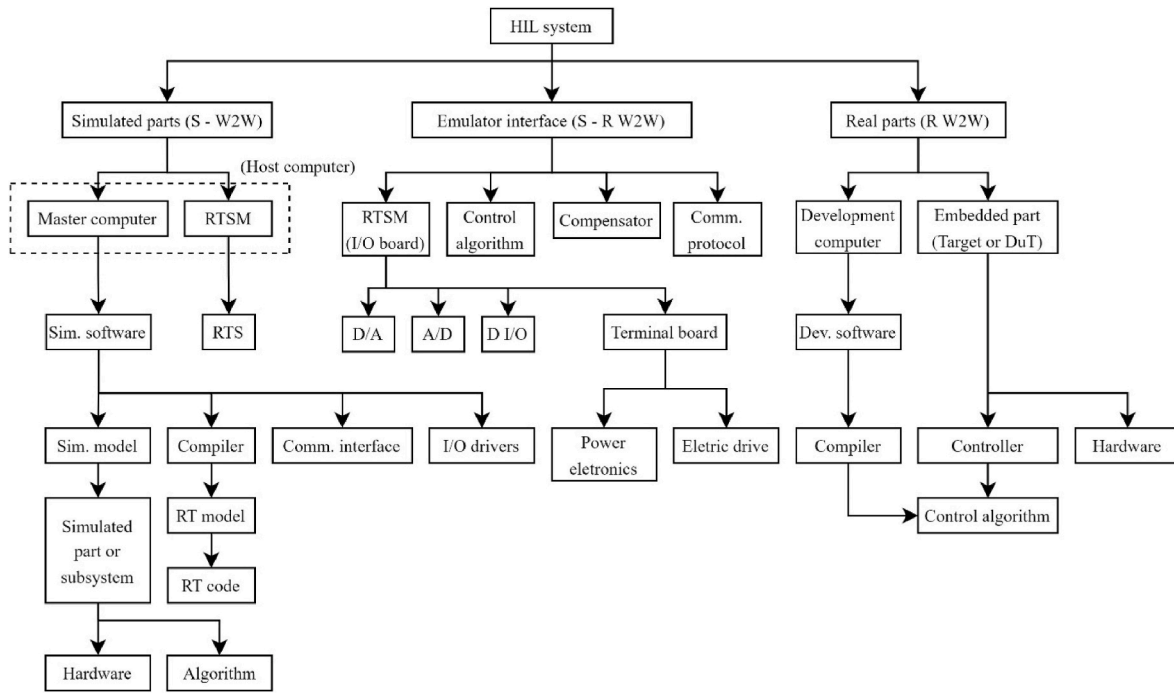 HIL system
Simulated parts (S - W2W)
Emulator interface (S - R W2W)
Real parts (R W2W)
(Host computer)
Master computer
RTSM
RTSM
(I/O board)
Control
algorithm
Compensator
Comm.
protocol
Development
computer
Embedded part
(Target or DuT)
Sim. software
RTS
D/A
A/D
D I/O
Terminal board
Dev. software
Sim. model
Compiler
Comm. interface
I/O drivers
Power
eletronics
Eletric drive
Compiler
Controller
Hardware
Simulated
part or
subsystem
RT model
Control algorithm
RT code
Hardware
Algorithm